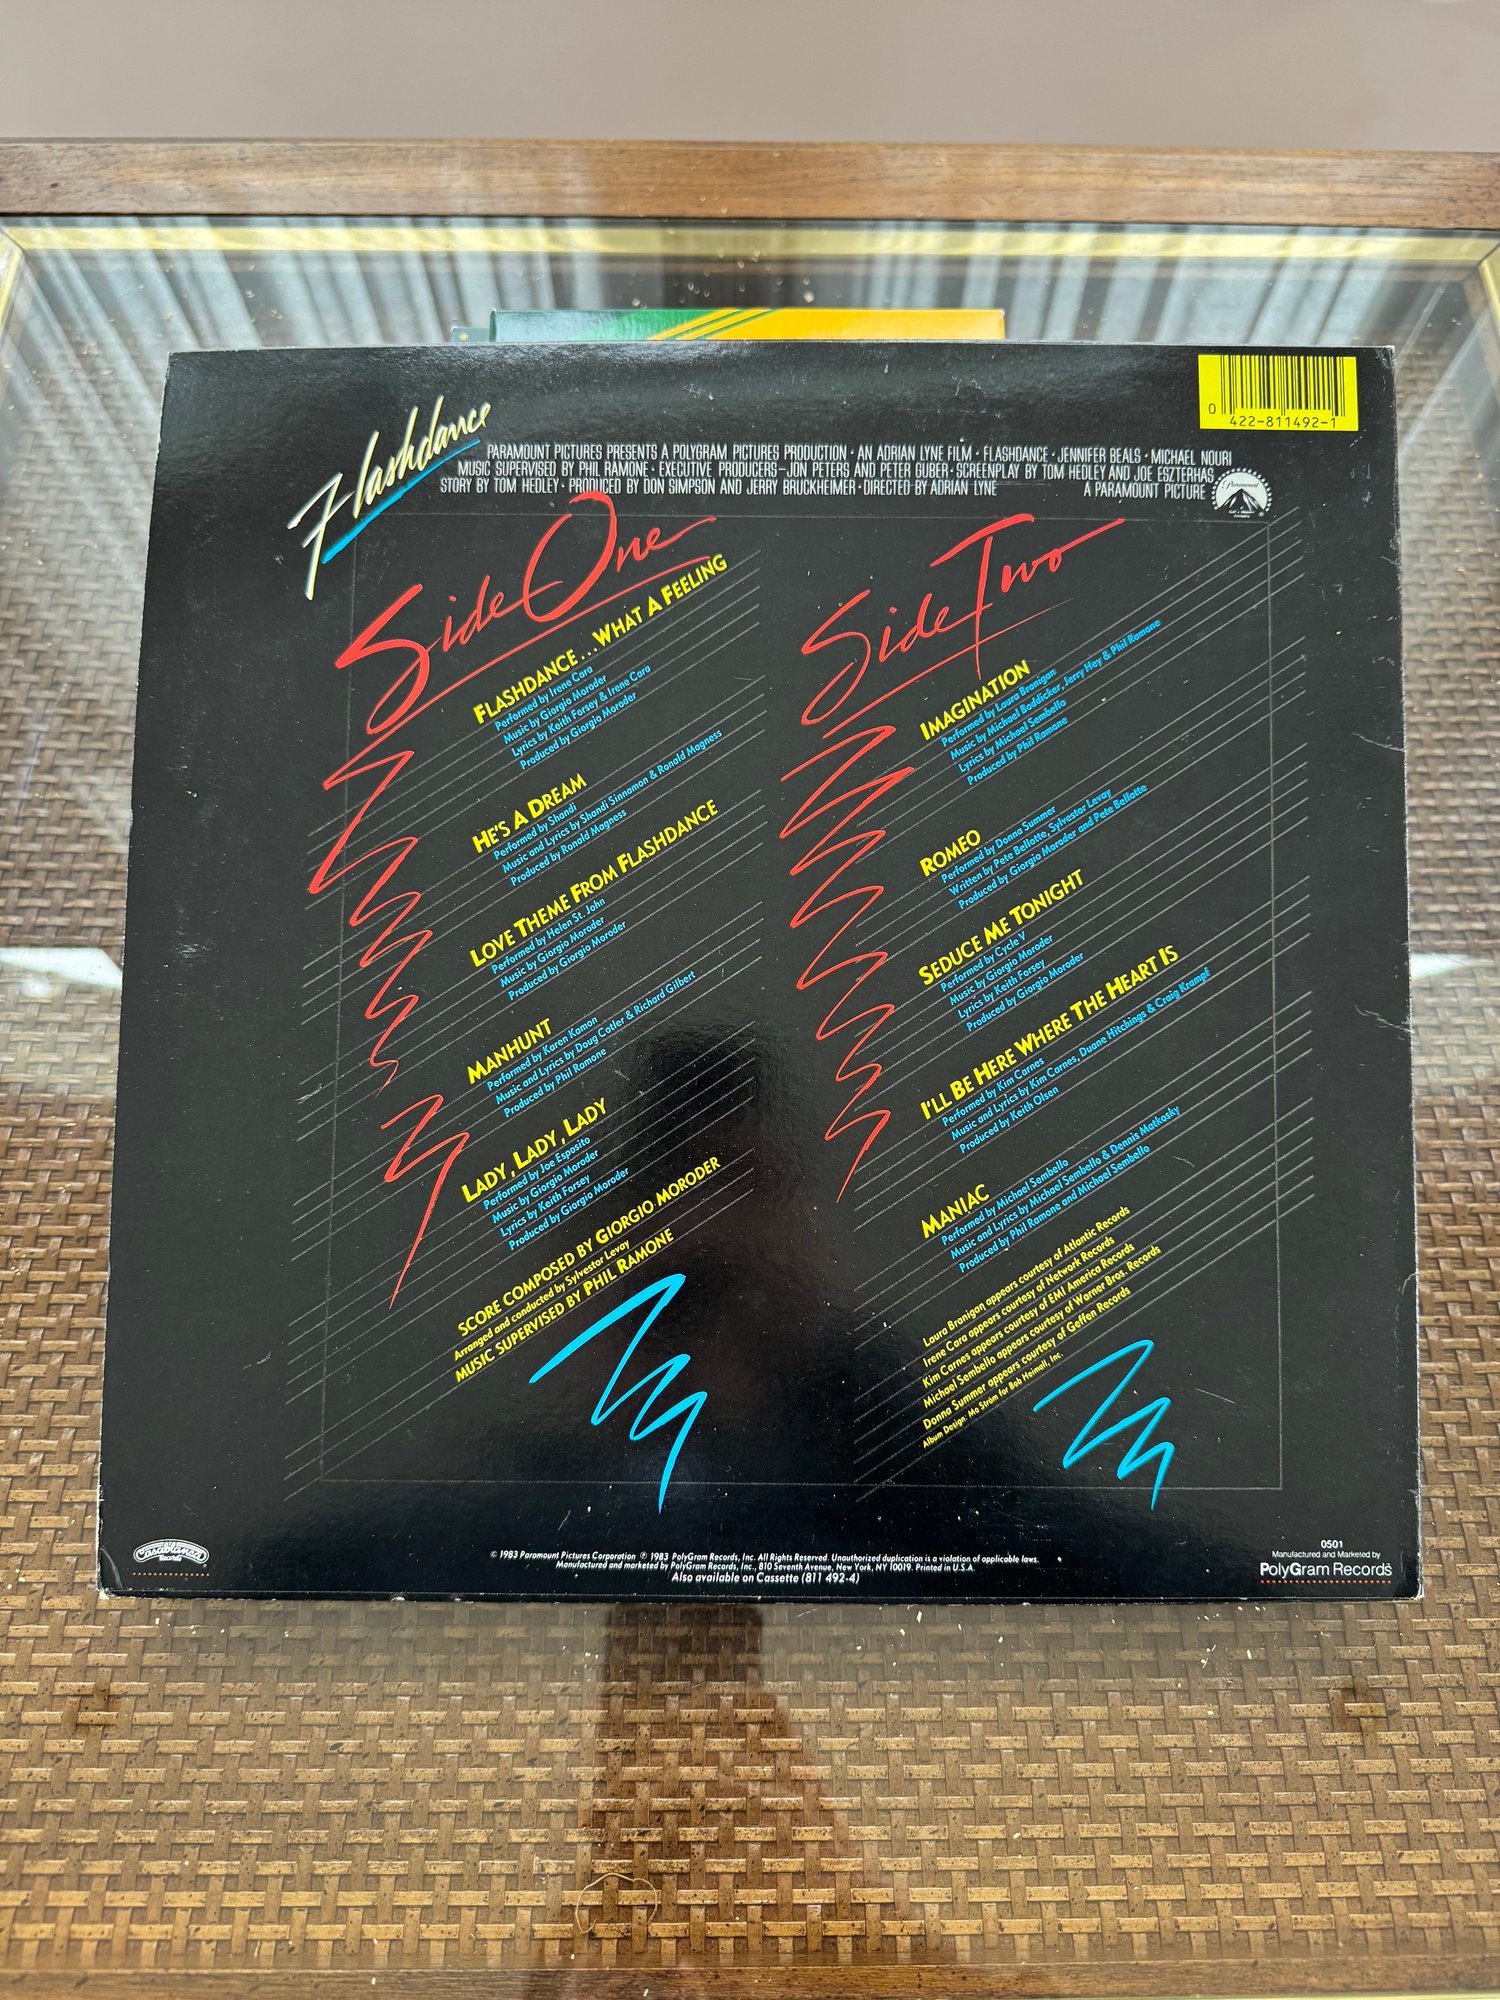 Flashdance
0 422-811492-1
PARAMOUNT PICTURES PRESENTS A POLYGRAM PICTURES PRODUCTION · AN ADRIAN LYNE FILM · FLASHDANCE · JENNIFER BEALS · MICHAEL NOURI
MUSIC SUPERVISED BY PHIL RAMONE · EXECUTIVE PRODUCERS—JON PETERS AND PETER GUBER · SCREENPLAY BY TOM HEDLEY AND JOE ESZTERHAS
STORY BY TOM HEDLEY · PRODUCED BY DON SIMPSON AND JERRY BRUCKHEIMER · DIRECTED BY ADRIAN LYNE
A PARAMOUNT PICTURE
Paramount
Side One
FLASHDANCE...WHAT A FEELING
Performed by Irene Cara
Music by Giorgio Moroder
Lyrics by Keith Forsey & Irene Cara
Produced by Giorgio Moroder
HE'S A DREAM
Performed by Shandi
Music and Lyrics by Shandi Sinnamon & Ronald Magness
Produced by Ronald Magness
LOVE THEME FROM FLASHDANCE
Performed by Helen St. John
Music by Giorgio Moroder
Produced by Giorgio Moroder
MANHUNT
Performed by Karen Kamon
Music and Lyrics by Doug Cotler & Richard Gilbert
Produced by Phil Ramone
LADY, LADY, LADY
Performed by Joe Esposito
Music by Giorgio Moroder
Lyrics by Keith Forsey
Produced by Giorgio Moroder
SCORE COMPOSED BY GIORGIO MORODER
Arranged and conducted by Sylvester Levay
MUSIC SUPERVISED BY PHIL RAMONE
Side Two
IMAGINATION
Performed by Laura Branigan
Music by Michael Boddicker, Jerry Hey & Phil Ramone
Lyrics by Michael Sembello
Produced by Phil Ramone
ROMEO
Performed by Donna Summer
Written by Pete Bellotte, Sylvester Levay
Produced by Giorgio Moroder and Pete Bellotte
SEDUCE ME TONIGHT
Performed by Cycle V
Music by Giorgio Moroder
Lyrics by Keith Forsey
Produced by Giorgio Moroder
I'LL BE HERE WHERE THE HEART IS
Performed by Kim Carnes
Music and Lyrics by Kim Carnes, Duane Hitchings & Craig Krampf
Produced by Keith Olsen
MANIAC
Performed by Michael Sembello
Music and Lyrics by Michael Sembello & Dennis Matkosky
Produced by Phil Ramone and Michael Sembello
Laura Branigan appears courtesy of Atlantic Records
Irene Cara appears courtesy of Network Records
Kim Carnes appears courtesy of EMI America Records
Michael Sembello appears courtesy of Warner Bros. Records
Donna Summer appears courtesy of Geffen Records
Album Design: Mo Ström for Bob Heimall, Inc.
Casablanca
Records
© 1983 Paramount Pictures Corporation ℗ 1983 PolyGram Records, Inc. All Rights Reserved. Unauthorized duplication is a violation of applicable laws.
Manufactured and marketed by PolyGram Records, Inc., 810 Seventh Avenue, New York, NY 10019. Printed in U.S.A.
Also available on Cassette (811 492-4)
0501
Manufactured and Marketed by
PolyGram Records